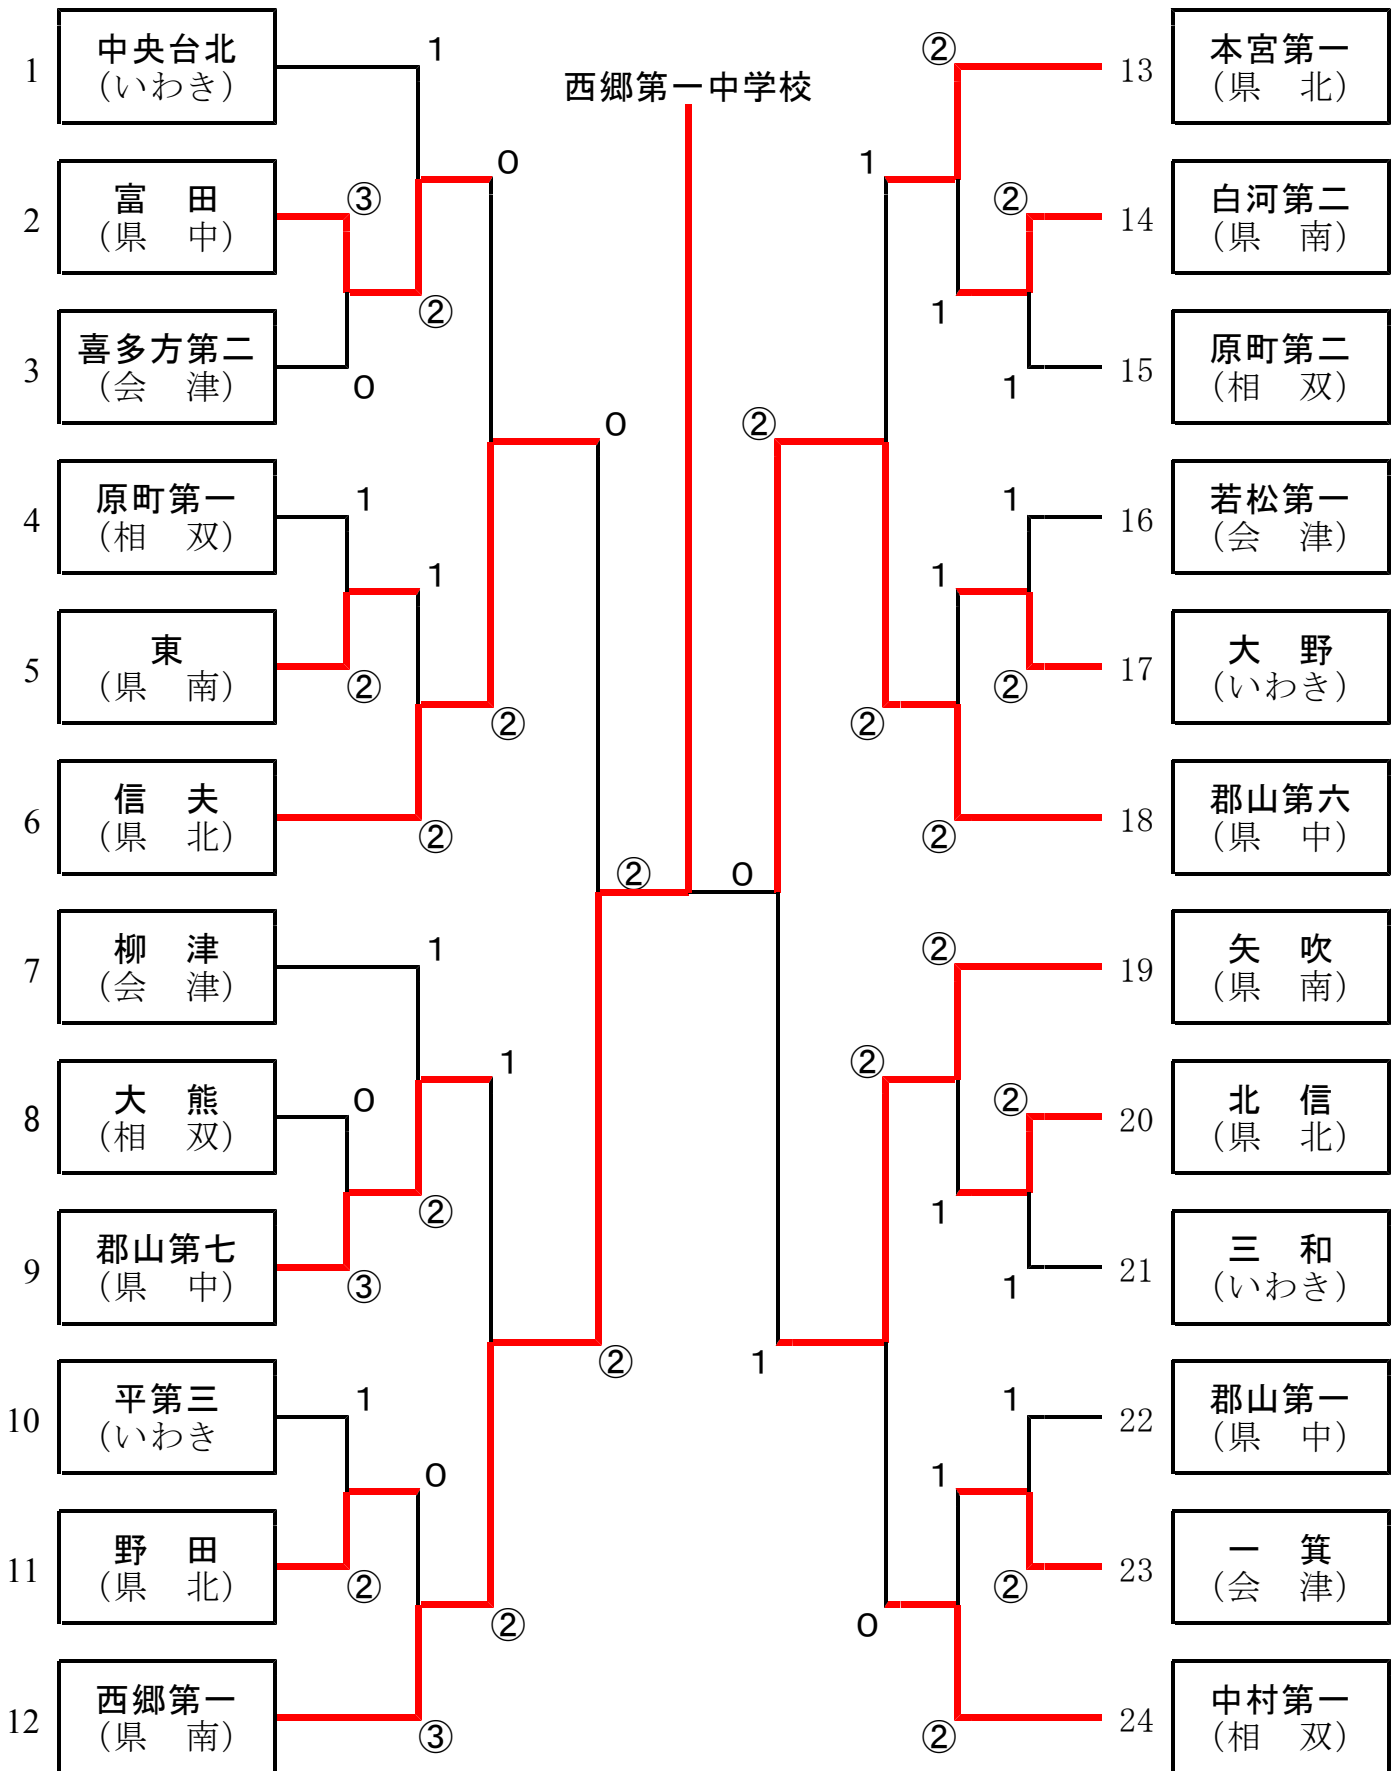 西郷第一中学校
1
中央台北
(いわき)
1
2
富　田
(県　中)
③
0
②
3
喜多方第二
(会　津)
0
4
原町第一
(相　双)
1
0
1
5
東
(県　南)
②
②
6
信　夫
(県　北)
②
②
7
柳　津
(会　津)
1
1
8
大　熊
(相　双)
0
②
9
郡山第七
(県　中)
③
②
10
平第三
(いわき
1
0
11
野　田
(県　北)
②
②
12
西郷第一
(県　南)
③
0
②
13
本宮第一
(県　北)
1
②
14
白河第二
(県　南)
1
1
15
原町第二
(相　双)
②
1
16
若松第一
(会　津)
1
②
17
大　野
(いわき)
②
②
18
郡山第六
(県　中)
②
19
矢　吹
(県　南)
②
②
20
北　信
(県　北)
1
1
21
三　和
(いわき)
1
1
22
郡山第一
(県　中)
1
②
23
一　箕
(会　津)
0
②
24
中村第一
(相　双)